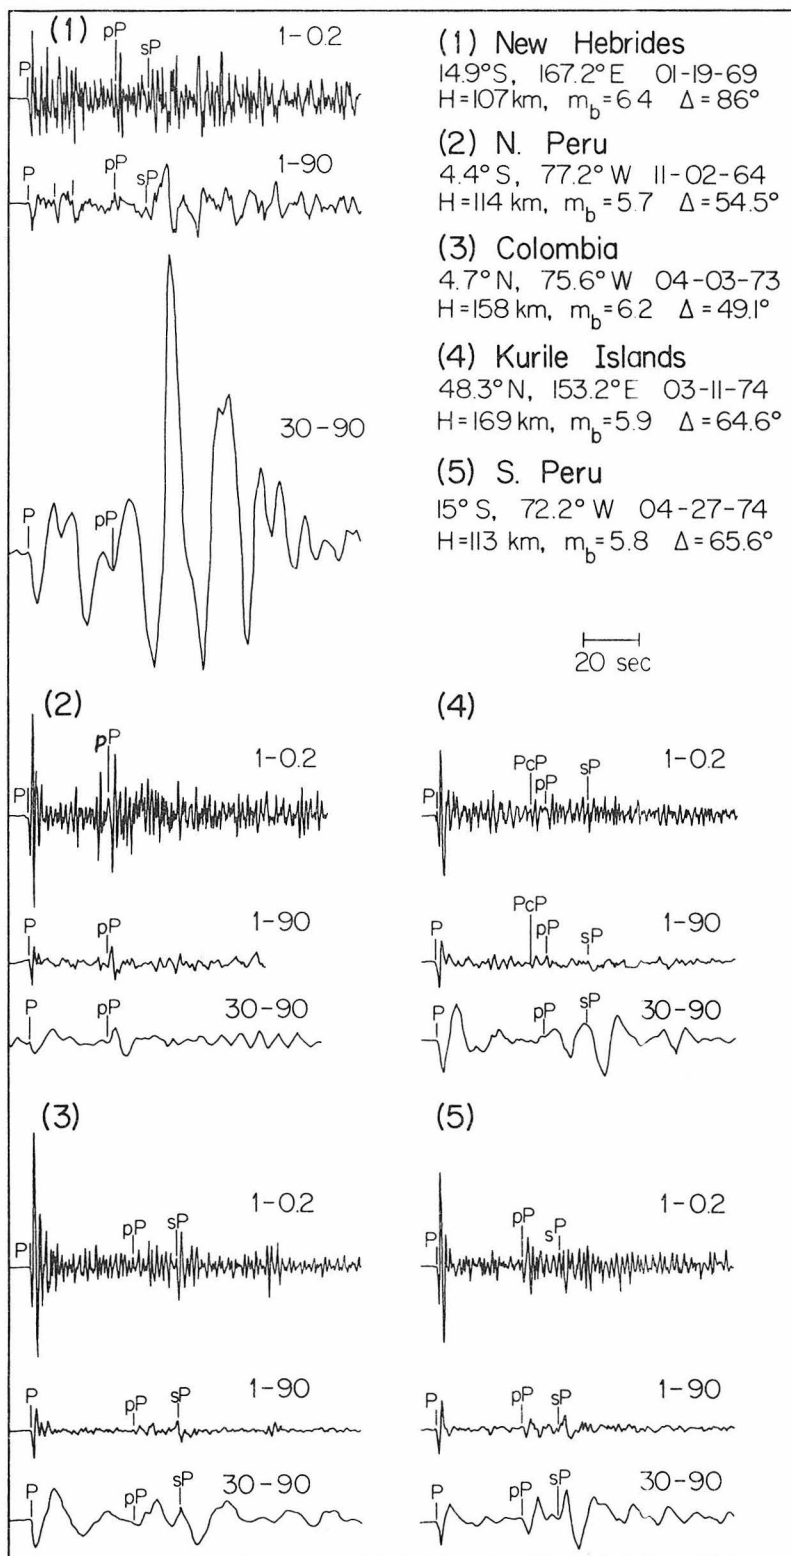 (1)
P
pP
sP
1-0.2
P
pP
sP
1-90
P
pP
30-90
(1) New Hebrides
14.9°S, 167.2°E 01-19-69
H=107km, mb=6.4 Δ=86°
(2) N. Peru
4.4°S, 77.2°W 11-02-64
H=114 km, mb=5.7 Δ=54.5°
(3) Colombia
4.7°N, 75.6°W 04-03-73
H=158 km, mb=6.2 Δ=49.1°
(4) Kurile Islands
48.3°N, 153.2°E 03-11-74
H=169 km, mb=5.9 Δ=64.6°
(5) S. Peru
15°S, 72.2°W 04-27-74
H=113 km, mb=5.8 Δ=65.6°
20 sec
(2)
P
pP
1-0.2
P
pP
1-90
P
pP
30-90
(4)
P
PcP
pP
sP
1-0.2
P
PcP
pP
sP
1-90
P
pP
sP
30-90
(3)
P
pP
sP
1-0.2
P
pP
sP
1-90
P
pP
sP
30-90
(5)
P
pP
sP
1-0.2
P
pP
sP
1-90
P
pP
sP
30-90